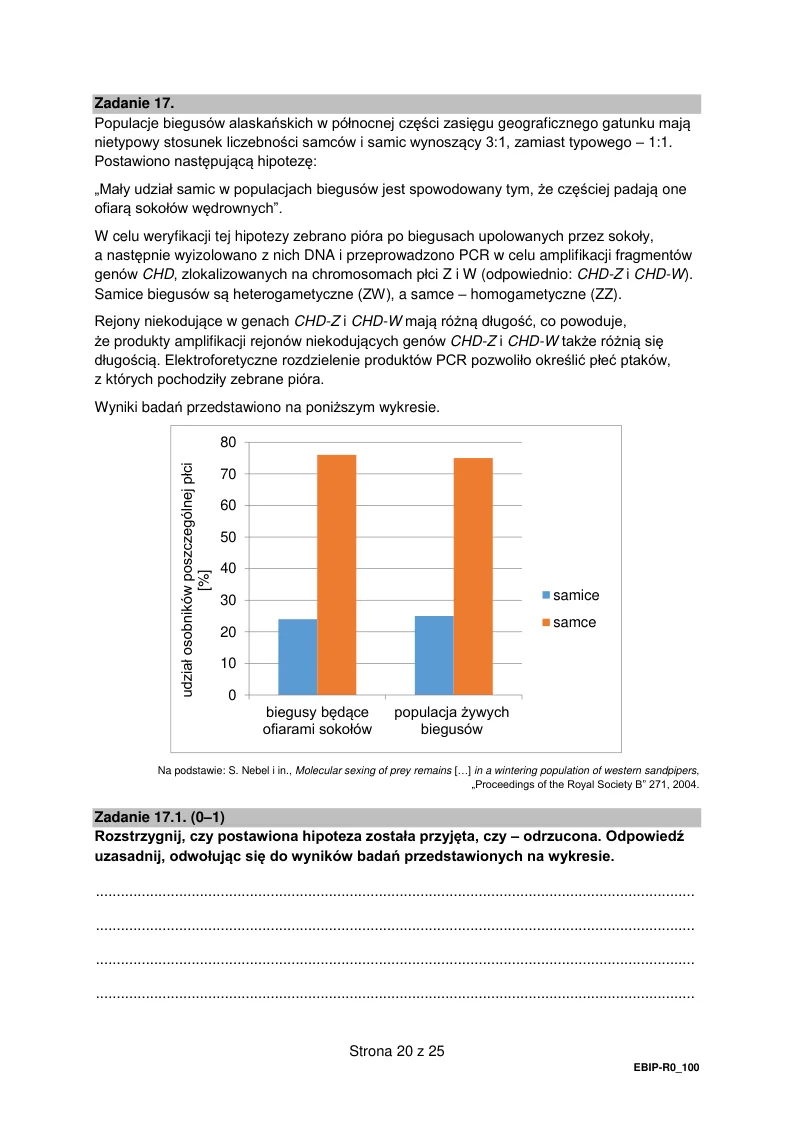 Zadanie 17.
Populacje biegusów alaskańskich w północnej części zasięgu geograficznego gatunku mają
nietypowy stosunek liczebności samców i samic wynoszący 3:1, zamiast typowego – 1:1.
Postawiono następującą hipotezę:
„Mały udział samic w populacjach biegusów jest spowodowany tym, że częściej padają one
ofiarą sokołów wędrownych”.
W celu weryfikacji tej hipotezy zebrano pióra po biegusach upolowanych przez sokoły,
a następnie wyizolowano z nich DNA i przeprowadzono PCR w celu amplifikacji fragmentów
genów CHD, zlokalizowanych na chromosomach płci Z i W (odpowiednio: CHD-Z i CHD-W).
Samice biegusów są heterogametyczne (ZW), a samce – homogametyczne (ZZ).
Rejony niekodujące w genach CHD-Z i CHD-W mają różną długość, co powoduje,
że produkty amplifikacji rejonów niekodujących genów CHD-Z i CHD-W także różnią się
długością. Elektroforetyczne rozdzielenie produktów PCR pozwoliło określić płeć ptaków,
z których pochodziły zebrane pióra.
Wyniki badań przedstawiono na poniższym wykresie.
udział osobników poszczególnej płci
[%]
80
70
60
50
40
30
20
10
0
biegusy będące
ofiarami sokołów
populacja żywych
biegusów
samice
samce
Na podstawie: S. Nebel i in., Molecular sexing of prey remains […] in a wintering population of western sandpipers,
„Proceedings of the Royal Society B” 271, 2004.
Zadanie 17.1. (0–1)
Rozstrzygnij, czy postawiona hipoteza została przyjęta, czy – odrzucona. Odpowiedź
uzasadnij, odwołując się do wyników badań przedstawionych na wykresie.
Strona 20 z 25
EBIP-R0_100